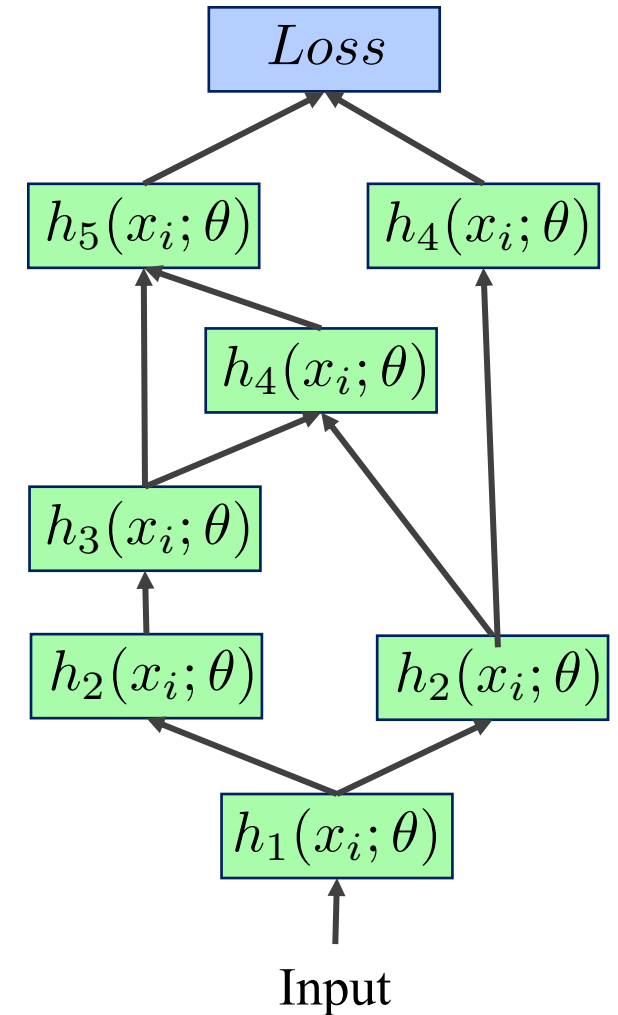 Loss
h₅(xᵢ; θ)
h₄(xᵢ; θ)
h₄(xᵢ; θ)
h₃(xᵢ; θ)
h₂(xᵢ; θ)
h₂(xᵢ; θ)
h₁(xᵢ; θ)
Input